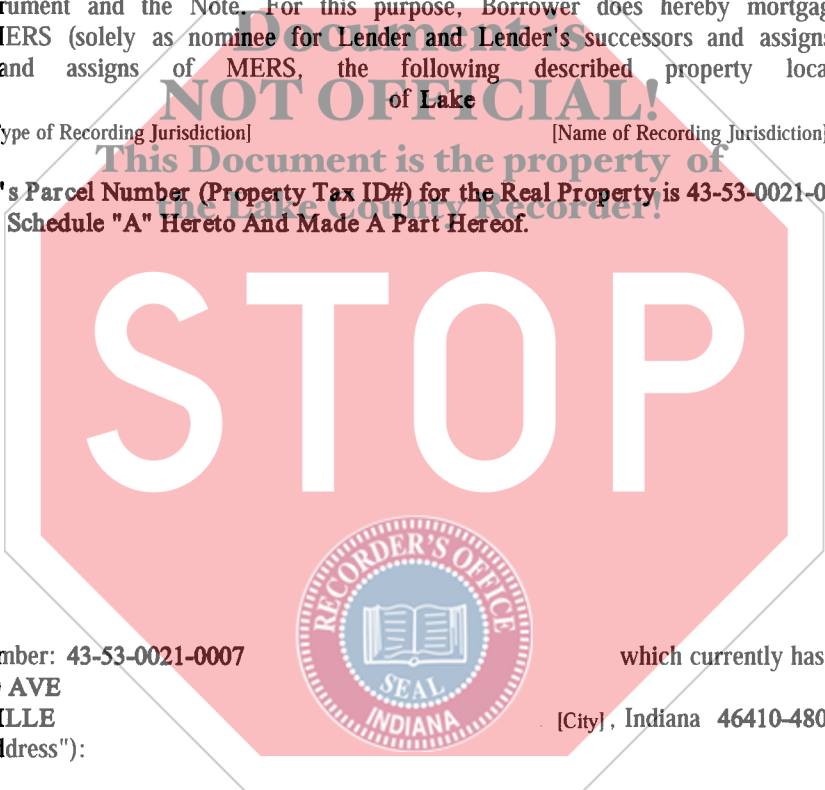 rument and the Note. For this purpose, Borrower does hereby mortgag
Document is
IERS (solely as nominee for Lender and Lender's successors and assigns
and assigns of MERS, the following described property loca
NOT OFFICIAL!
of Lake
ype of Recording Jurisdiction] [Name of Recording Jurisdiction]
This Document is the property of
's Parcel Number (Property Tax ID#) for the Real Property is 43-53-0021-0
the Lake County Recorder!
Schedule "A" Hereto And Made A Part Hereof.
STOP
RECORDER'S OFFICE
SEAL
INDIANA
mber: 43-53-0021-0007 which currently has
AVE
ILLE [City], Indiana 46410-480
ddress"):